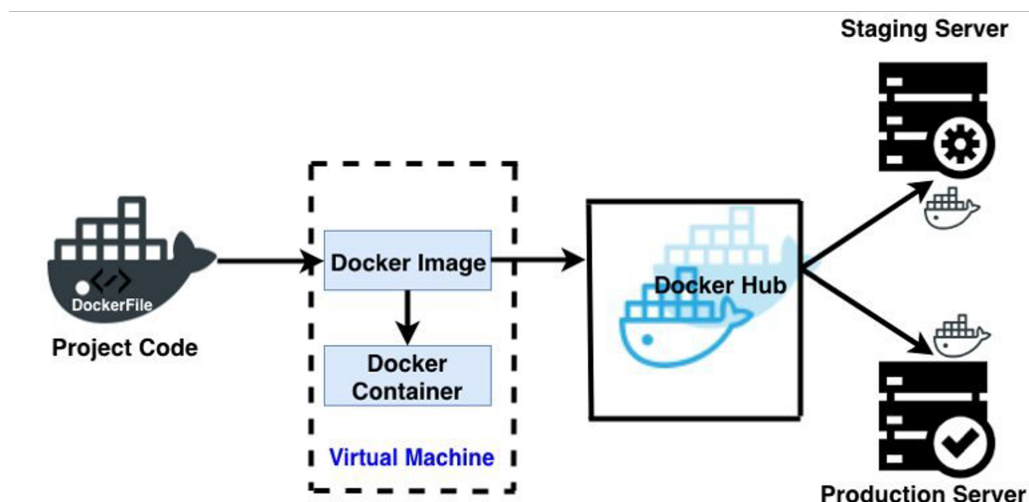 Staging Server
</>
DockerFile
Project Code
Docker Image
Docker
Container
Virtual Machine
Docker Hub
Production Server